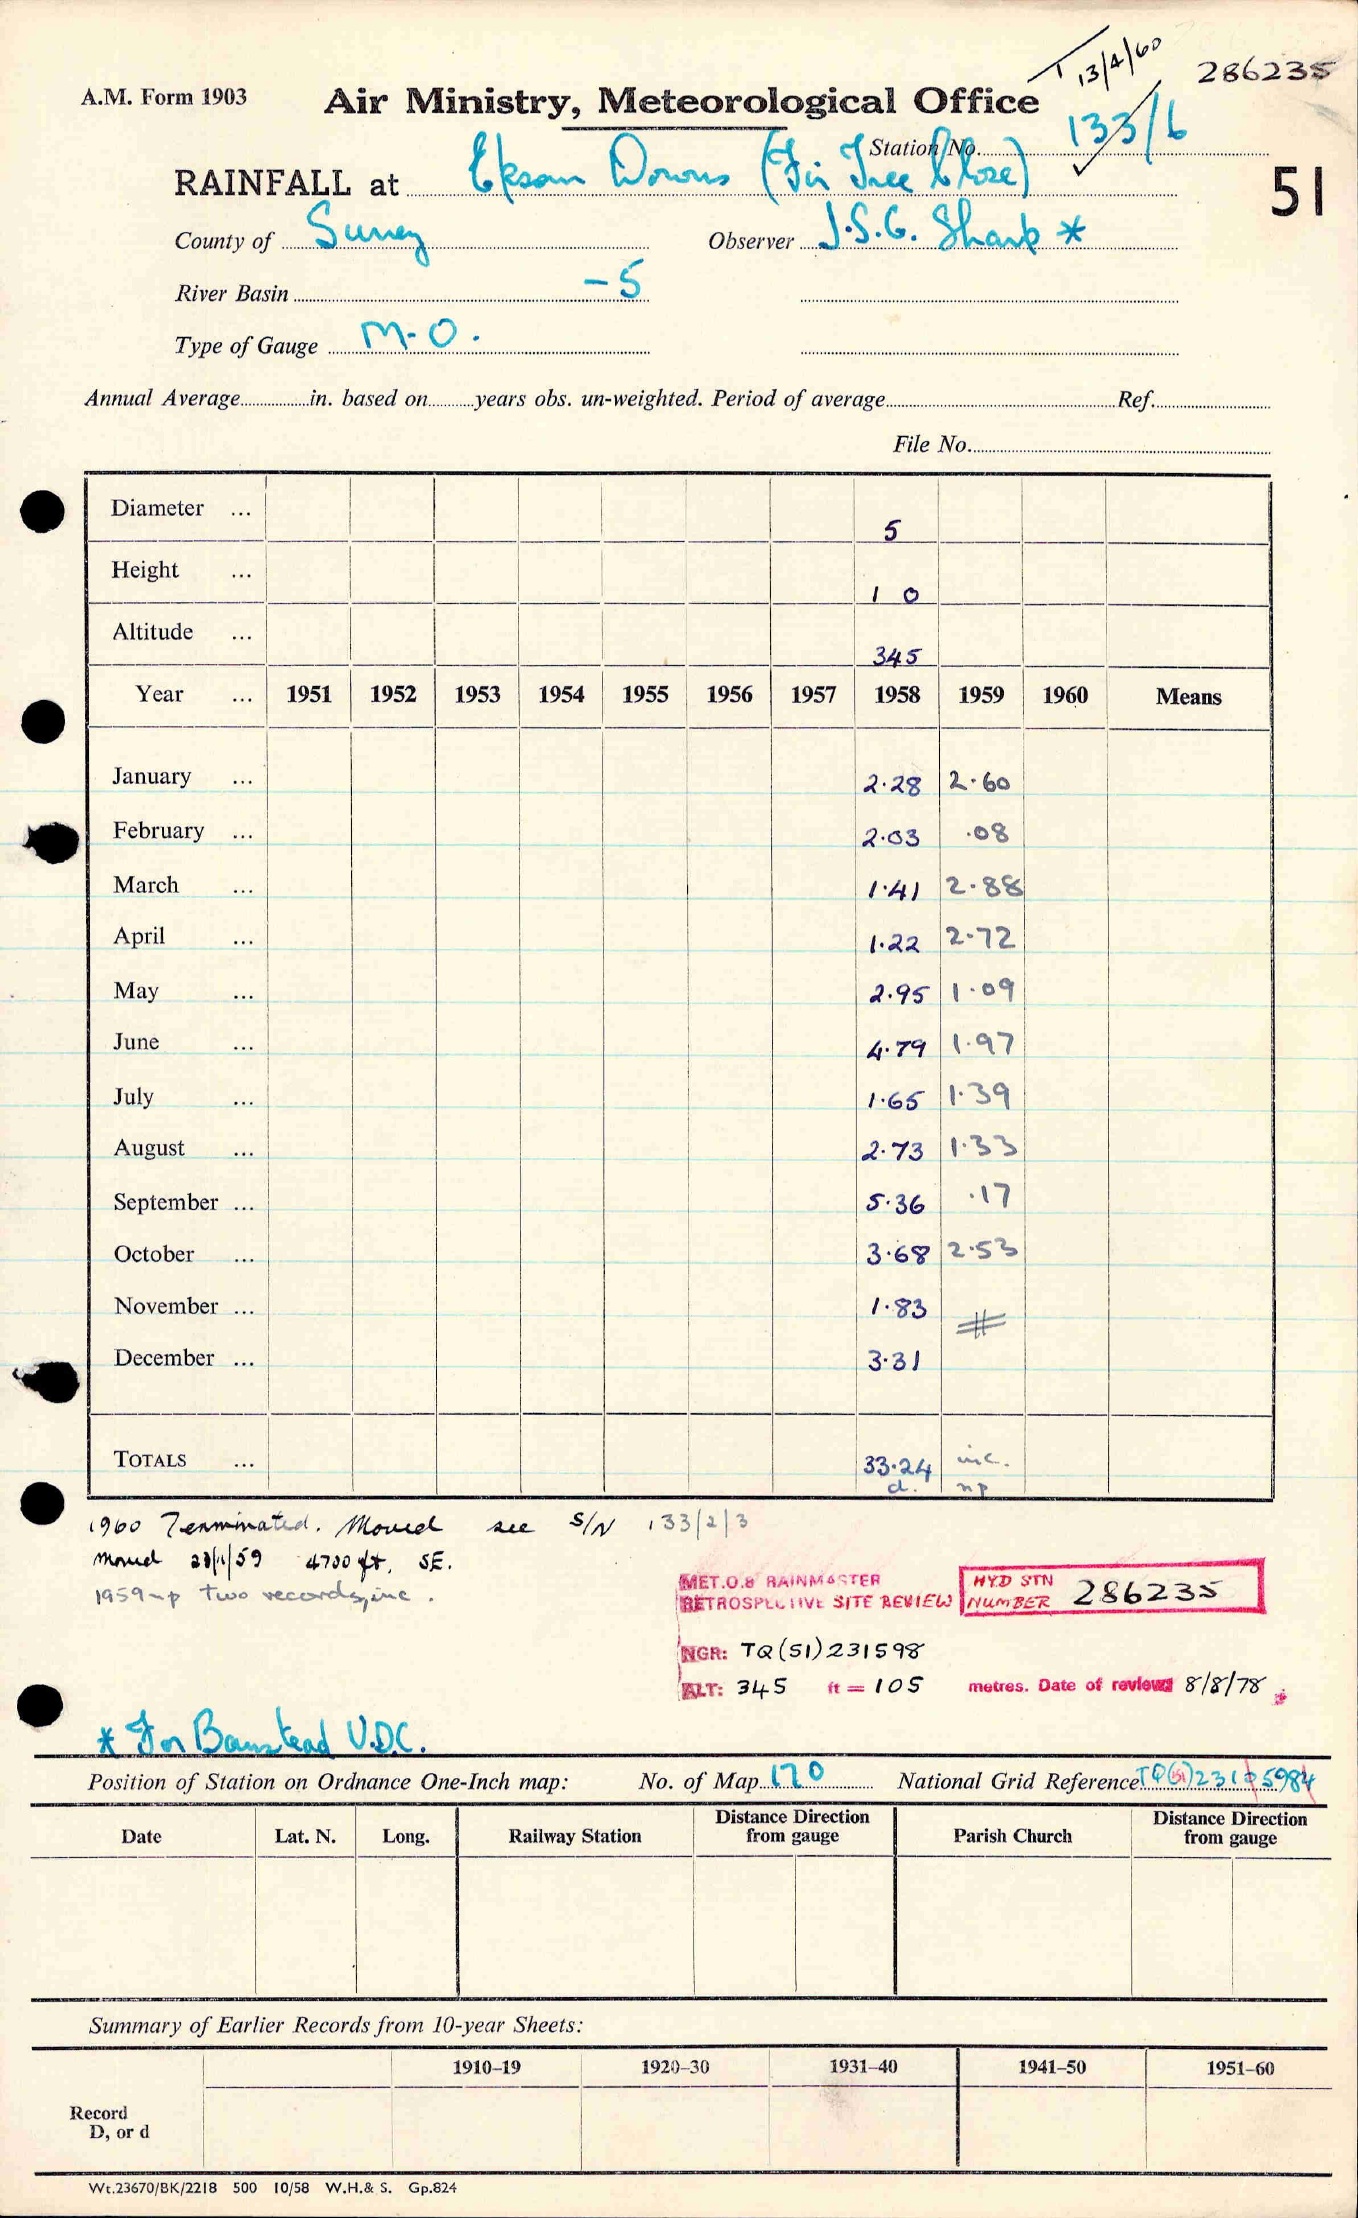 A.M. Form 1903
Air Ministry, Meteorological Office
13/4/60
286235
Station No. 133/6
RAINFALL at Epsom Downs (Fir Tree Close)
51
County of Surrey Observer J.S.G. Sharp *
River Basin -5
Type of Gauge M.O.
Annual Average in. based on years obs. un-weighted. Period of average Ref.
File No.
Diameter ... 5
Height ... 1 0
Altitude ... 345
Year ... 1951 1952 1953 1954 1955 1956 1957 1958 1959 1960 Means
January ... 2.28 2.60
February ... 2.03 .08
March ... 1.41 2.88
April ... 1.22 2.72
May ... 2.95 1.09
June ... 4.79 1.97
July ... 1.65 1.39
August ... 2.73 1.33
September ... 5.36 .17
October ... 3.68 2.53
November ... 1.83
December ... 3.31
TOTALS ... 33.24 inc.
d. np
1960 Terminated. Moved see S/N 133/2/3
Moved /11/59 4700 ft. SE.
1959 np two records, inc.
MET.O.8 RAINMASTER
RETROSPECTIVE SITE REVIEW
HYD STN
NUMBER 286235
NGR: TQ(51)231598
ALT: 345 ft = 105 metres. Date of review 8/8/78
* For Banstead U.D.C.
Position of Station on Ordnance One-Inch map: No. of Map 170 National Grid Reference TQ(51)
Date Lat. N. Long. Railway Station Distance Direction from gauge Parish Church Distance Direction from gauge
Summary of Earlier Records from 10-year Sheets:
1910–19 1920–30 1931–40 1941–50 1951–60
Record
D, or d
Wt.23670/BK/2218 500 10/58 W.H.& S. Gp.824